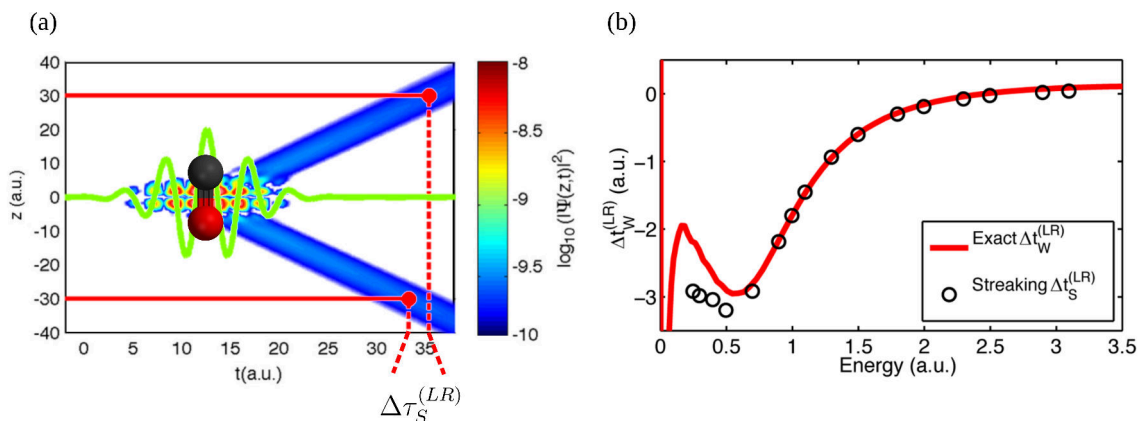 (a)
40
30
20
10
0
-10
-20
-30
-40
z (a.u.)
0 5 10 15 20 25 30 35
t(a.u.)
Δτ_S^(LR)
-8
-8.5
-9
-9.5
-10
log₁₀(|Ψ(z,t)|²)
(b)
0
-1
-2
-3
Δt_W^(LR) (a.u.)
0 0.5 1 1.5 2 2.5 3 3.5
Energy (a.u.)
Exact Δt_W^(LR)
Streaking Δt_S^(LR)